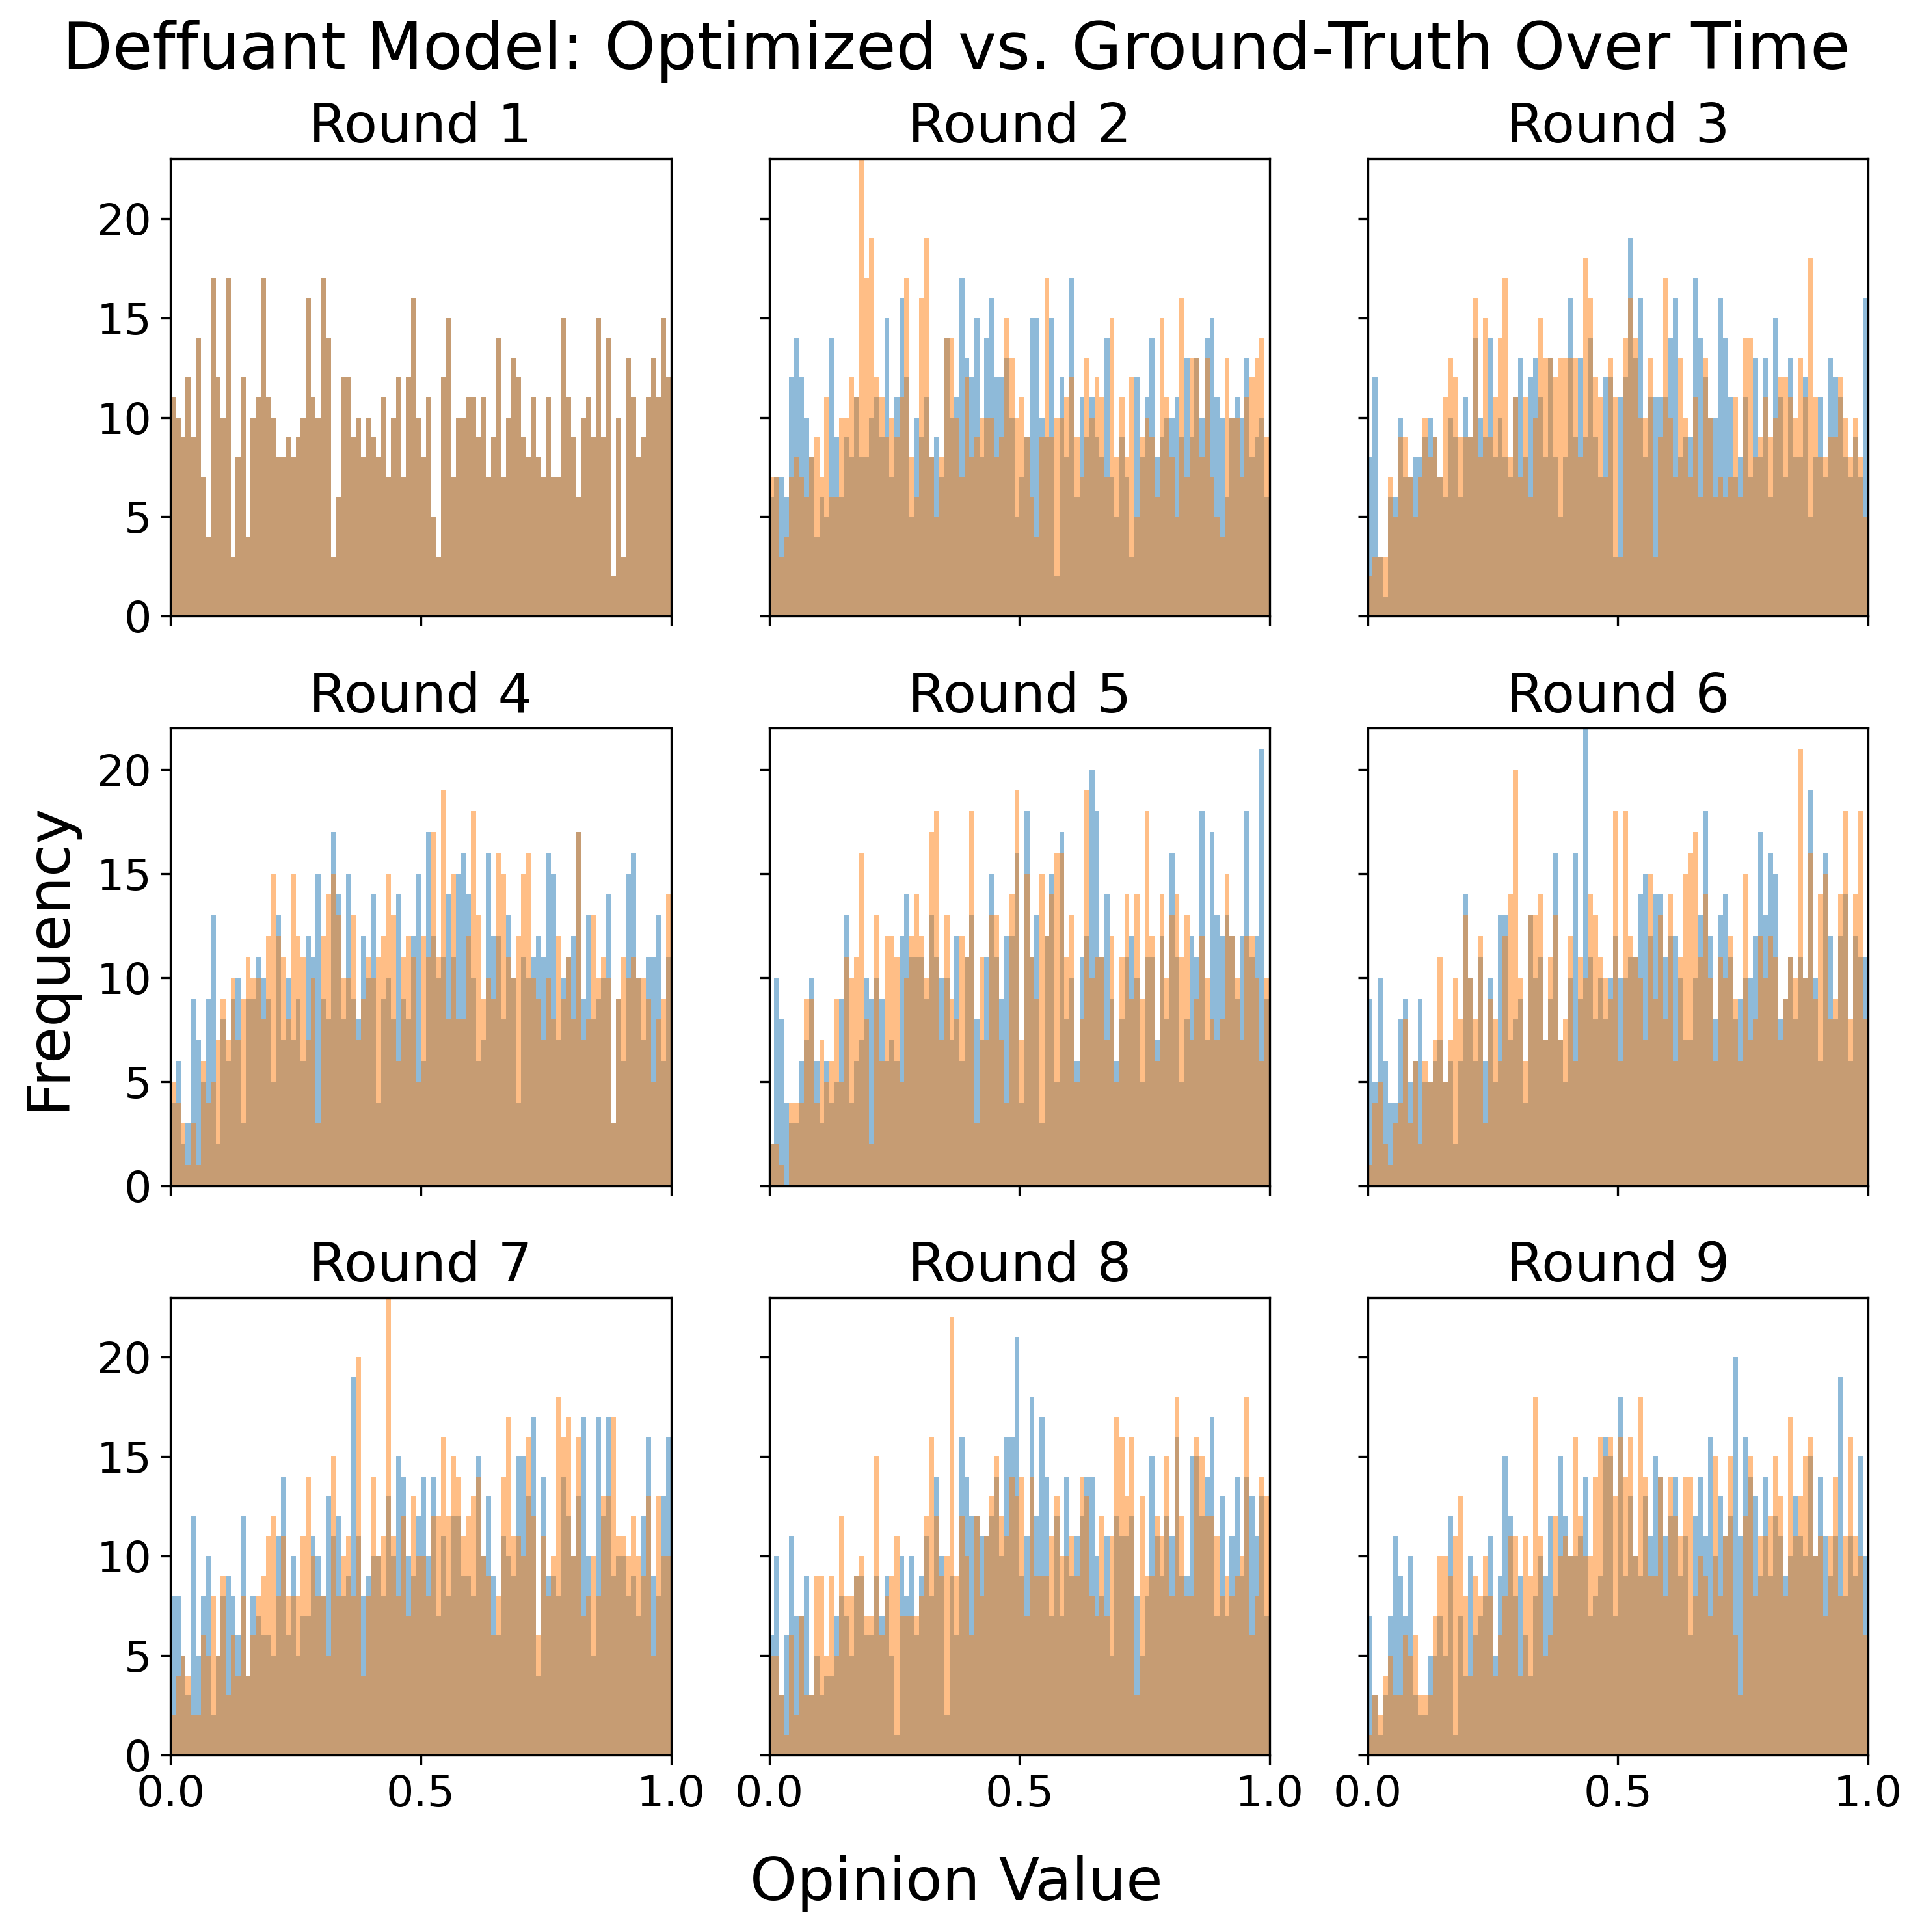 Deffuant Model: Optimized vs. Ground-Truth Over Time
Round 1
Round 2
Round 3
20
15
10
5
0
Round 4
Round 5
Round 6
Frequency
20
15
10
5
0
Round 7
Round 8
Round 9
20
15
10
5
0
0.0 0.5 1.0
0.0 0.5 1.0
0.0 0.5 1.0
Opinion Value